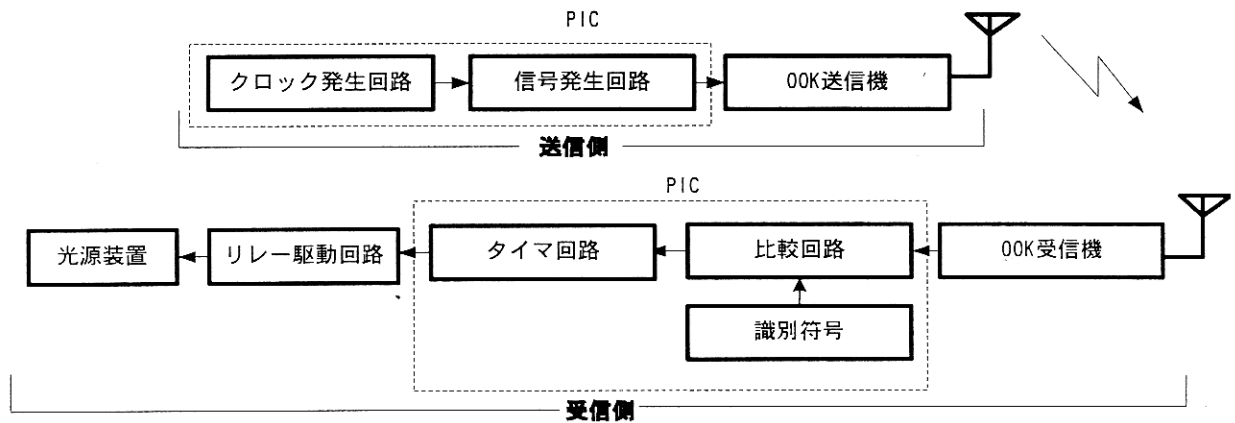 PIC
クロック発生回路
信号発生回路
OOK送信機
送信側
PIC
光源装置
リレー駆動回路
タイマ回路
比較回路
OOK受信機
識別符号
受信側